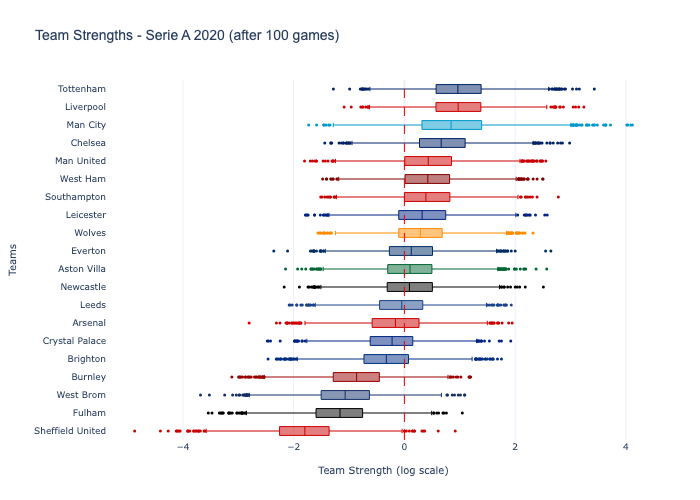 Team Strengths - Serie A 2020 (after 100 games)
Teams
Tottenham
Liverpool
Man City
Chelsea
Man United
West Ham
Southampton
Leicester
Wolves
Everton
Aston Villa
Newcastle
Leeds
Arsenal
Crystal Palace
Brighton
Burnley
West Brom
Fulham
Sheffield United
−4 −2 0 2 4
Team Strength (log scale)